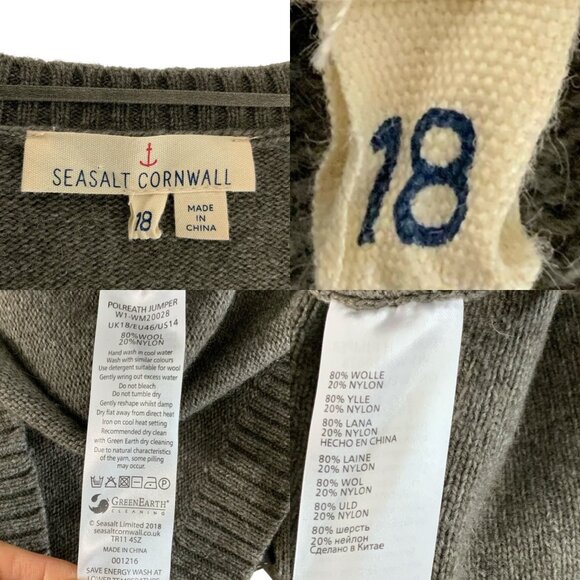 SEASALT CORNWALL
18
MADE
IN
CHINA
18
POLREATH JUMPER
W1-WM20028
UK18/EU46/US14
80%WOOL
20%NYLON
Hand wash in cool water
Wash with similar colours
Use detergent suitable for wool
Gently wring out excess water
Do not bleach
Do not tumble dry
Gently reshape whilst damp
Dry flat away from direct heat
Iron on cool heat setting
Recommended dry clean
with Green Earth dry cleaning
Due to natural characteristics
of the yarn, some pilling
may occur.
GREENEARTH®
CLEANING
© Seasalt Limited 2018
seasaltcornwall.co.uk
TR11 4SZ
MADE IN CHINA
001216
SAVE ENERGY WASH AT
LOWER TEMPERATURE
80% WOLLE
20% NYLON
80% YLLE
20% NYLON
80% LANA
20% NYLON
HECHO EN CHINA
80% LAINE
20% NYLON
80% WOL
20% NYLON
80% ULD
20% NYLON
80% шерсть
20% нейлон
Сделано в Китае